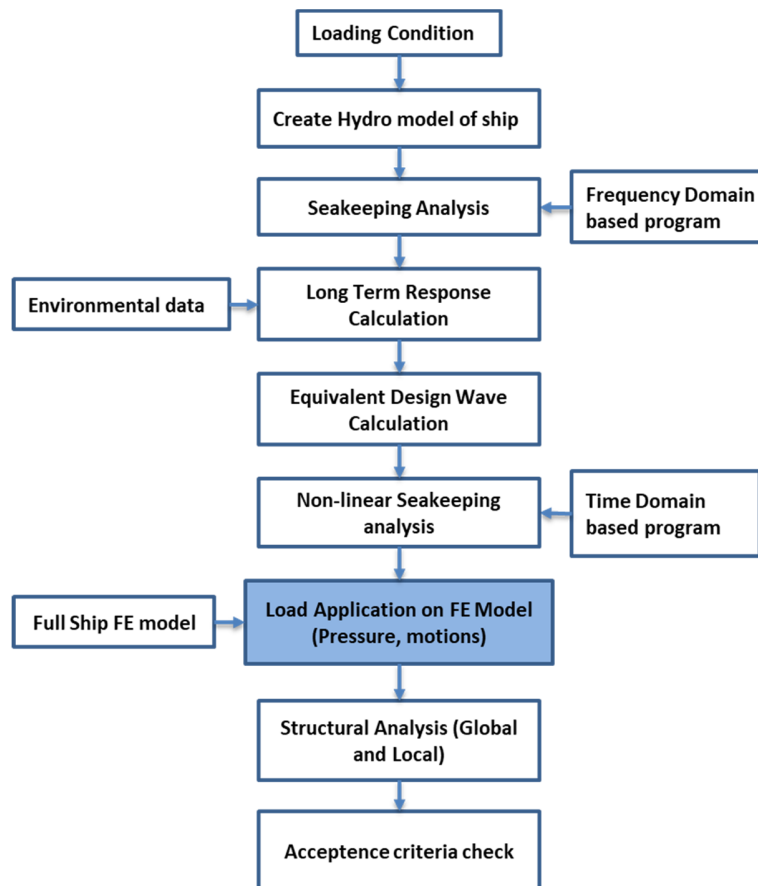 Loading Condition
Create Hydro model of ship
Seakeeping Analysis
Frequency Domain
based program
Environmental data
Long Term Response
Calculation
Equivalent Design Wave
Calculation
Non-linear Seakeeping
analysis
Time Domain
based program
Full Ship FE model
Load Application on FE Model
(Pressure, motions)
Structural Analysis (Global
and Local)
Acceptence criteria check